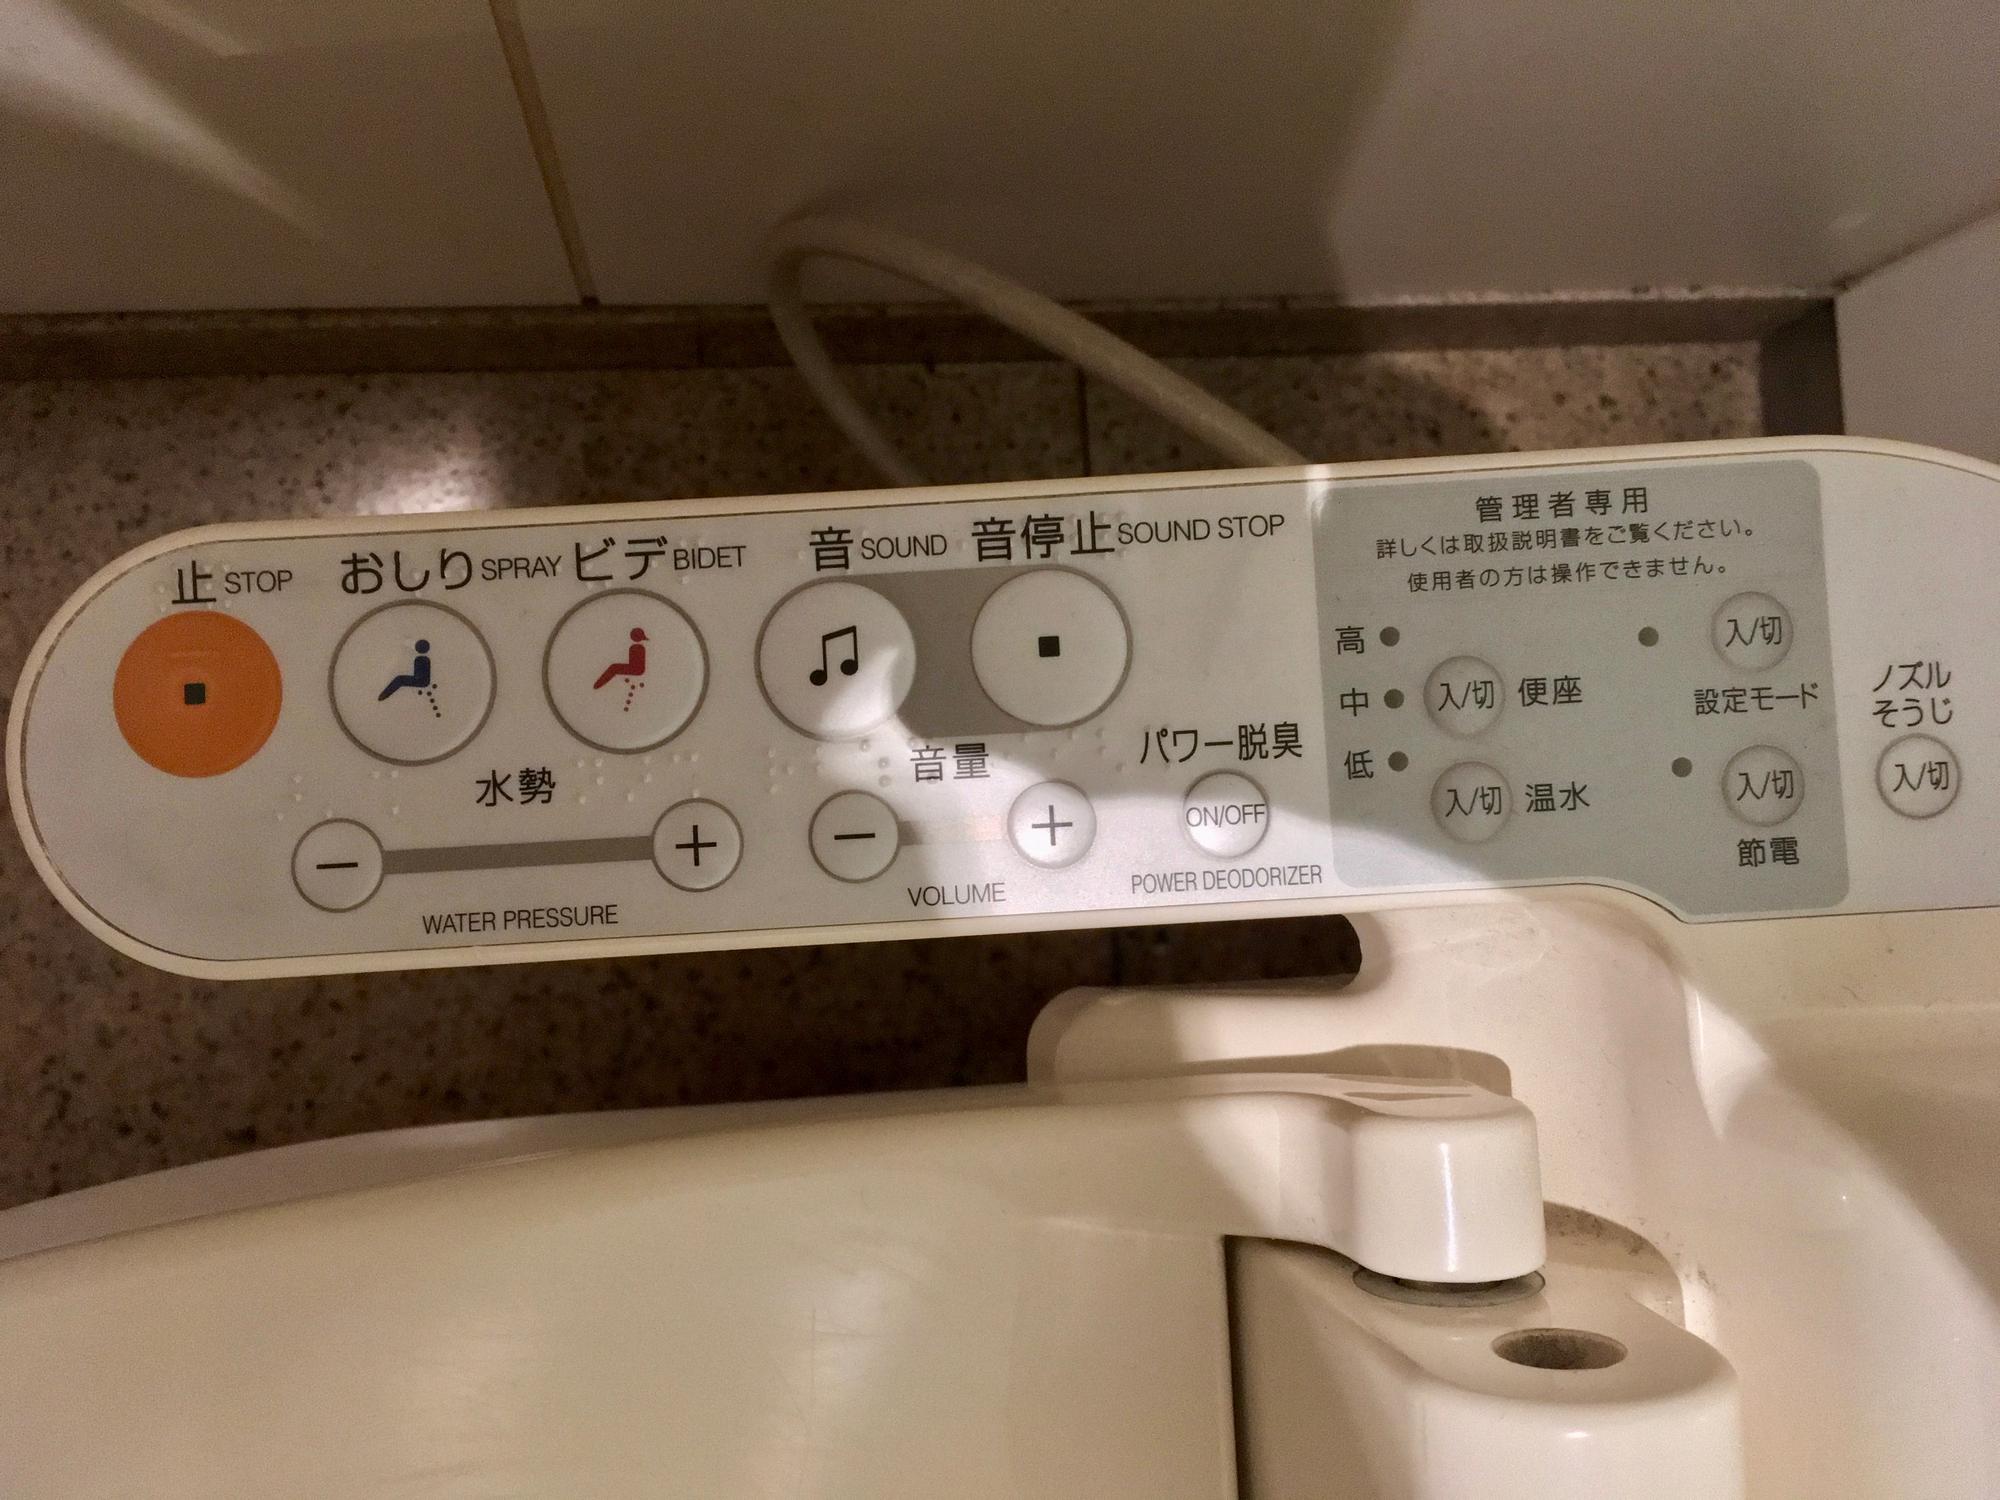 止 STOP
おしり SPRAY
ビデ BIDET
音 SOUND
音停止 SOUND STOP
水勢
− +
WATER PRESSURE
音量
− +
VOLUME
パワー脱臭
ON/OFF
POWER DEODORIZER
管理者専用
詳しくは取扱説明書をご覧ください。
使用者の方は操作できません。
高
中
低
入/切 便座
入/切 温水
入/切
設定モード
入/切
節電
ノズル
そうじ
入/切